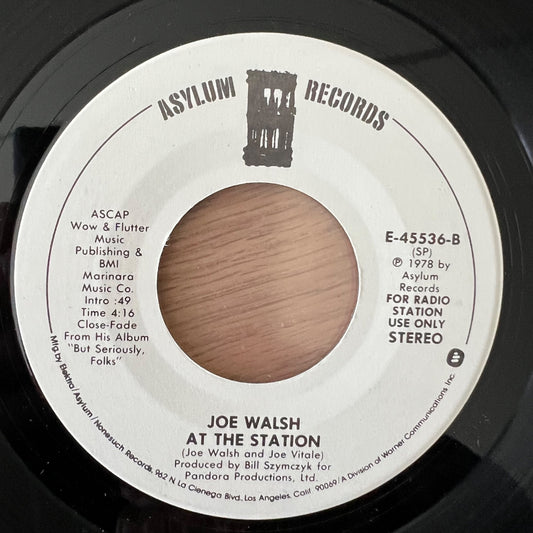 ASYLUM RECORDS
ASCAP
Wow & Flutter
Music
Publishing &
BMI
Marinara
Music Co.
Intro :49
Time 4:16
Close-Fade
From His Album
"But Seriously,
Folks"
E-45536-B
(SP)
℗ 1978 by
Asylum
Records
FOR RADIO
STATION
USE ONLY
STEREO
JOE WALSH
AT THE STATION
(Joe Walsh and Joe Vitale)
Produced by Bill Szymczyk for
Pandora Productions, Ltd.
Mfg. by Elektra/Asylum/Nonesuch Records. 962 N. La Cienega Blvd. Los Angeles. Calif. 90069/A Division of Warner Communications Inc.